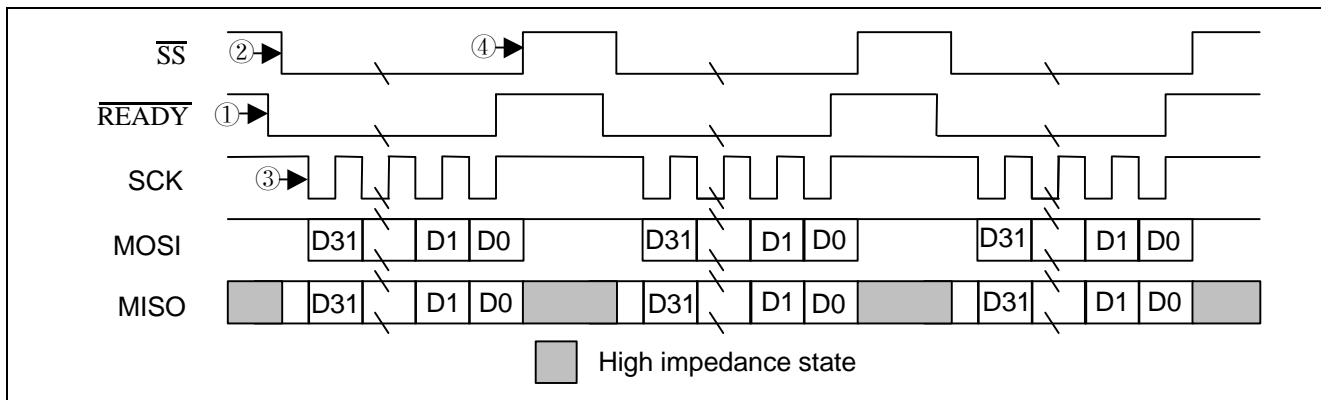 SS ② ④
READY ①
SCK ③
MOSI D31 D1 D0 D31 D1 D0 D31 D1 D0
MISO D31 D1 D0 D31 D1 D0 D31 D1 D0
High impedance state